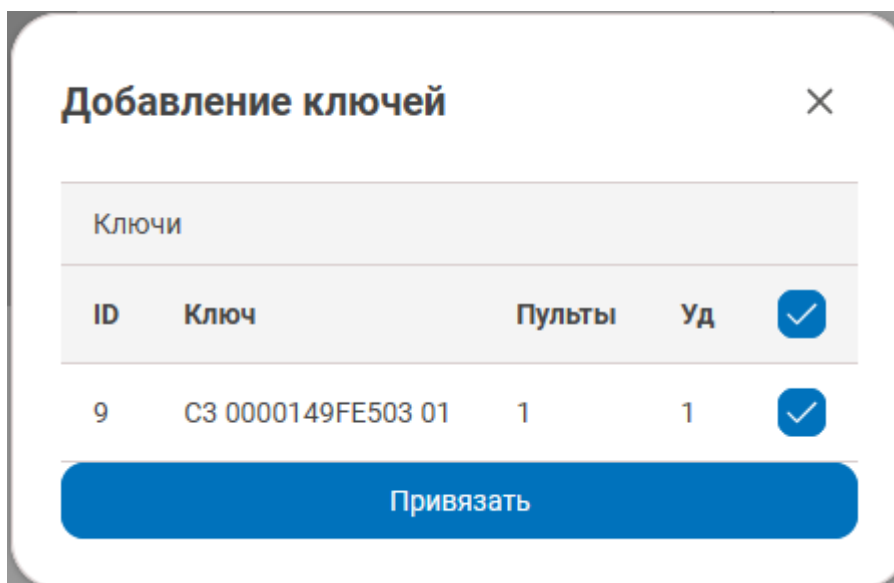 Добавление ключей
Ключи
ID Ключ Пульты Уд
9 C3 0000149FE503 01 1 1
Привязать